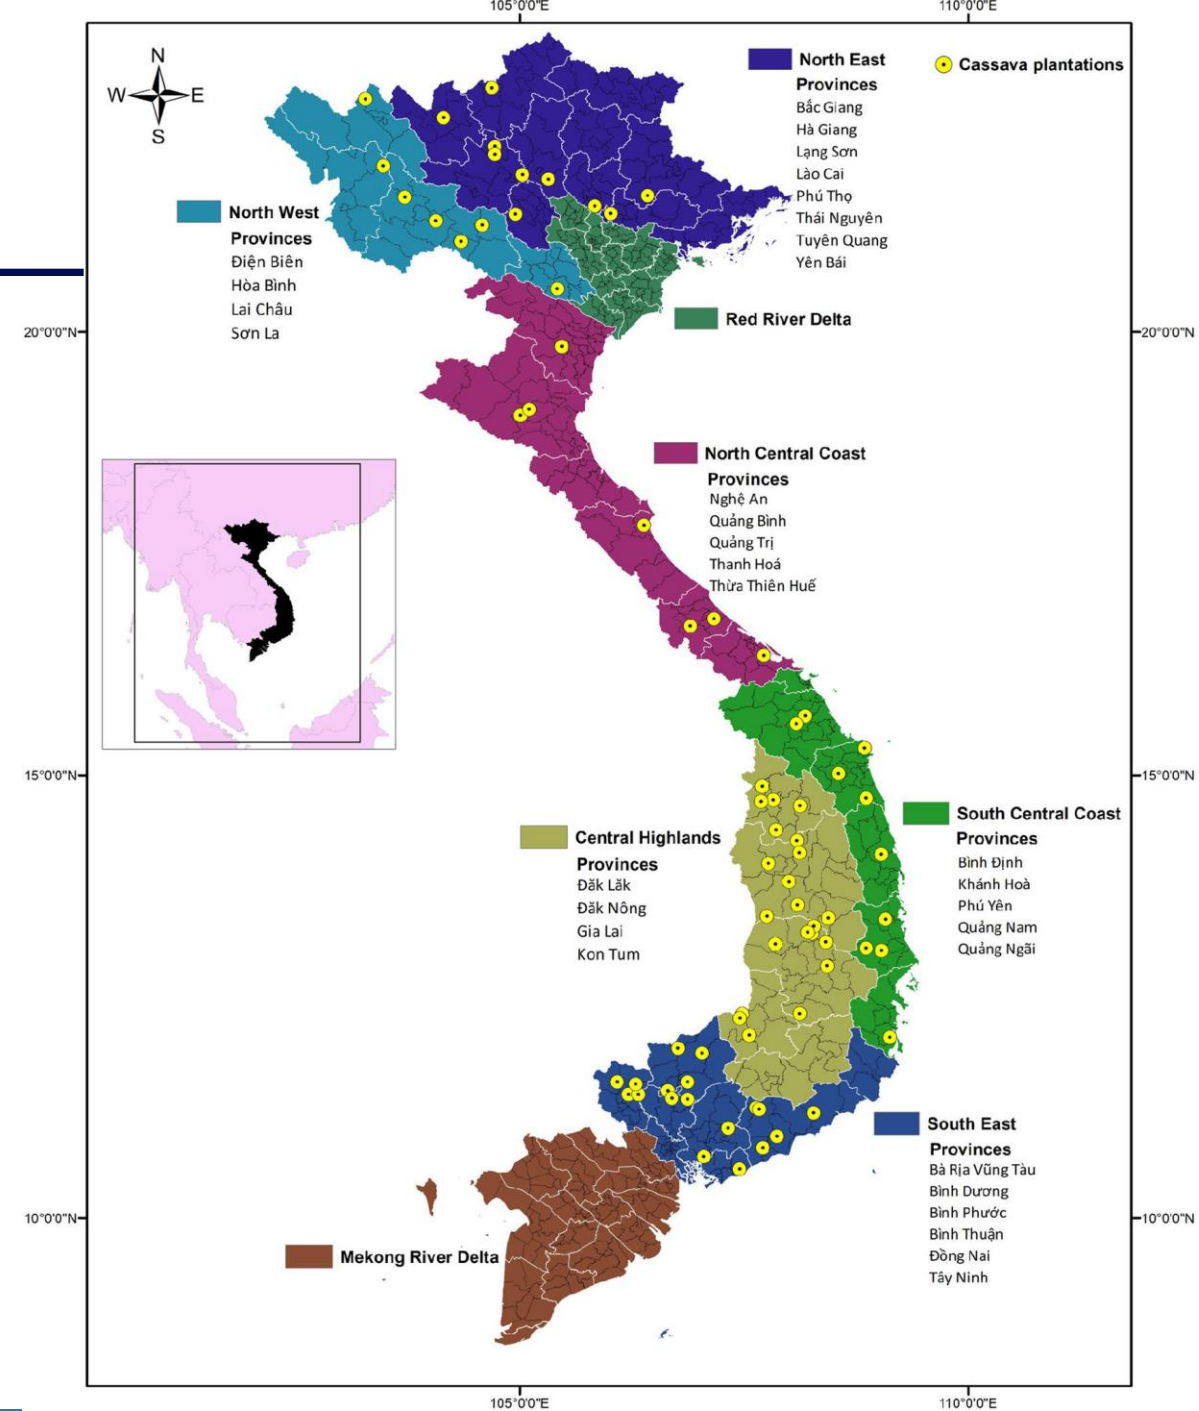 105°0'0"E
110°0'0"E
North East
Provinces
Bắc Giang
Hà Giang
Lạng Sơn
Lào Cai
Phú Thọ
Thái Nguyên
Tuyên Quang
Yên Bái
Cassava plantations
N
W
E
S
North West
Provinces
Điện Biên
Hòa Bình
Lai Châu
Sơn La
Red River Delta
20°0'0"N
20°0'0"N
North Central Coast
Provinces
Nghệ An
Quảng Bình
Quảng Trị
Thanh Hoá
Thừa Thiên Huế
15°0'0"N
15°0'0"N
South Central Coast
Provinces
Bình Định
Khánh Hoà
Phú Yên
Quảng Nam
Quảng Ngãi
Central Highlands
Provinces
Đăk Lăk
Đăk Nông
Gia Lai
Kon Tum
South East
Provinces
Bà Rịa Vũng Tàu
Bình Dương
Bình Phước
Bình Thuận
Đồng Nai
Tây Ninh
10°0'0"N
10°0'0"N
Mekong River Delta
105°0'0"E
110°0'0"E